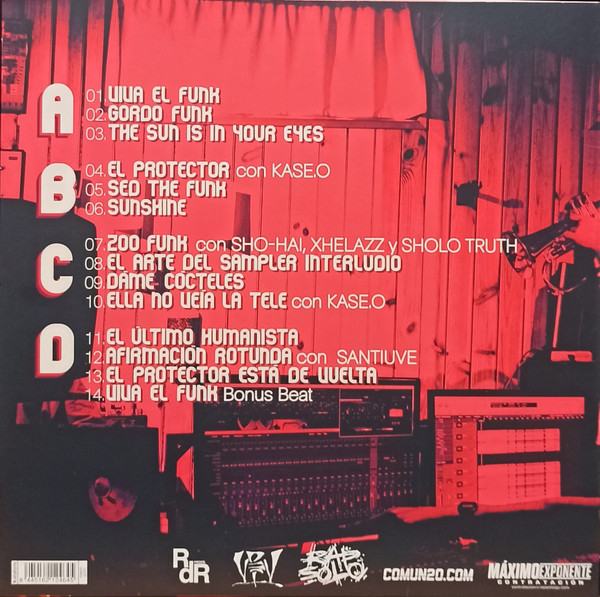 A
01. VIVA EL FUNK
02. GORDO FUNK
03. THE SUN IS IN YOUR EYES
B
04. EL PROTECTOR con KASE.O
05. SED THE FUNK
06. SUNSHINE
C
07. ZOO FUNK con SHO-HAI, XHELAZZ y SHOLO TRUTH
08. EL ARTE DEL SAMPLER INTERLUDIO
09. DAME CÓCTELES
10. ELLA NO VEÍA LA TELE con KASE.O
D
11. EL ÚLTIMO HUMANISTA
12. AFIRMACIÓN ROTUNDA con SANTIUVE
13. EL PROTECTOR ESTÁ DE VUELTA
14. VIVA EL FUNK Bonus Beat
RdR
RAP SOLO
COMUN20.COM
MÁXIMO EXPONENTE
CONTRATACIÓN